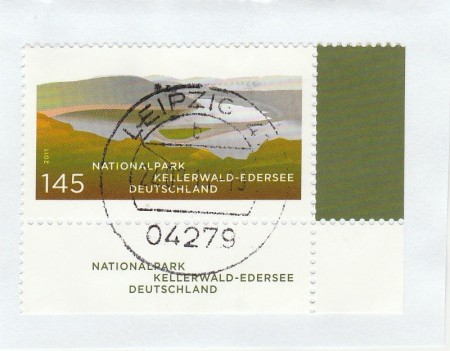 LEIPZIG
2011
NATIONALPARK
145 KELLERWALD-EDERSEE
DEUTSCHLAND
04279
NATIONALPARK
KELLERWALD-EDERSEE
DEUTSCHLAND